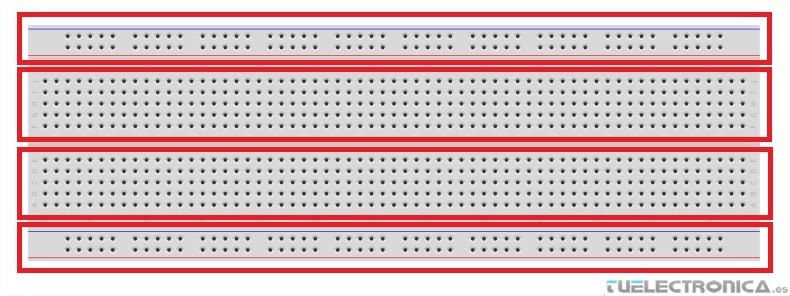 J J
I I
H H
G G
F F
E E
D D
C C
B B
A A
TUELECTRONICA.es